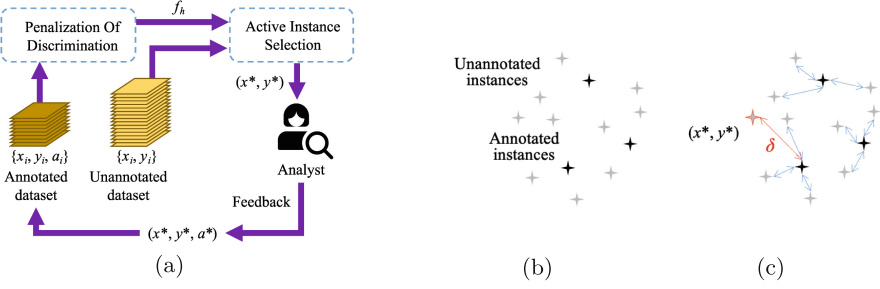 Penalization Of
Discrimination
f_h
Active Instance
Selection
(x*, y*)
{x_i, y_i, a_i}
Annotated
dataset
{x_i, y_i}
Unannotated
dataset
Analyst
Feedback
(x*, y*, a*)
(a)
Unannotated
instances
Annotated
instances
(b)
(x*, y*)
δ
(c)